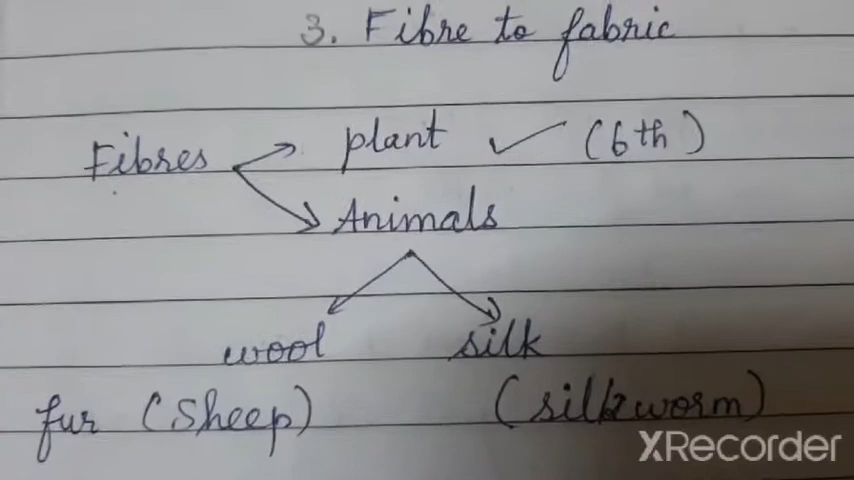 3. Fibre to fabric
Fibres plant ✓ (6th)
Animals
wool silk
fur (Sheep) (silkworm)
XRecorder